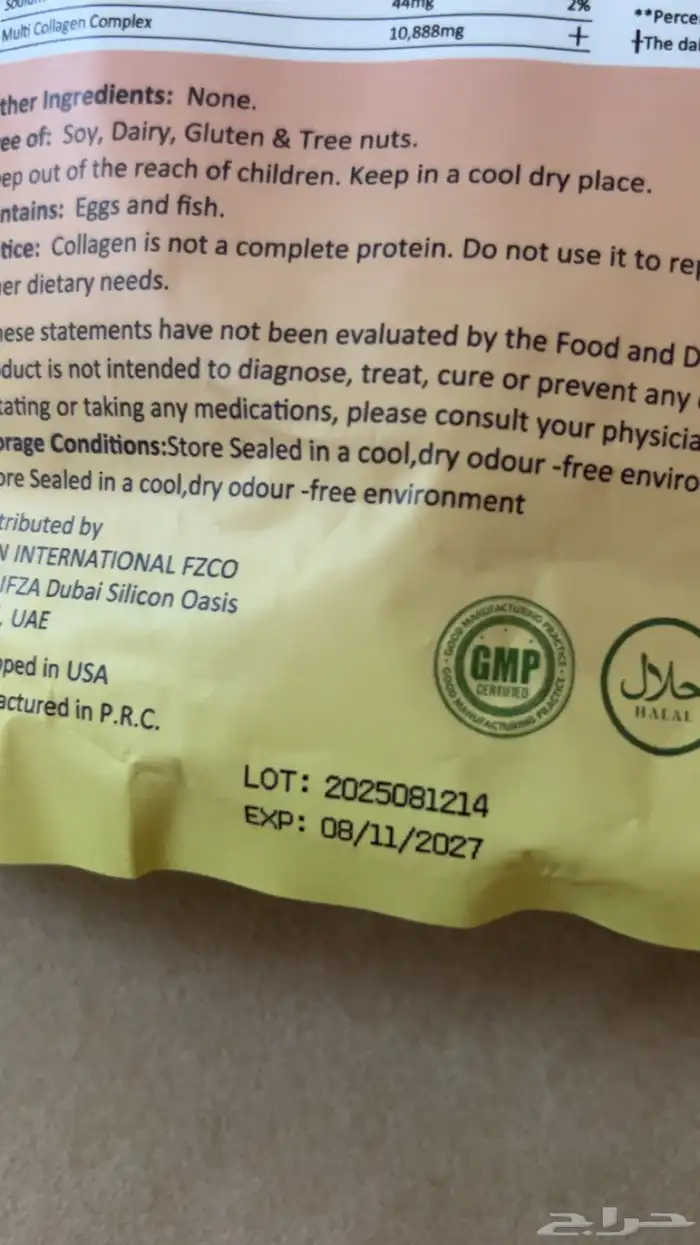 44mg 2%
Multi Collagen Complex 10,888mg +
**Perce
†The dai
ther Ingredients: None.
ee of: Soy, Dairy, Gluten & Tree nuts.
ep out of the reach of children. Keep in a cool dry place.
ntains: Eggs and fish.
tice: Collagen is not a complete protein. Do not use it to rep
er dietary needs.
ese statements have not been evaluated by the Food and D
duct is not intended to diagnose, treat, cure or prevent any
tating or taking any medications, please consult your physicia
orage Conditions:Store Sealed in a cool,dry odour -free enviro
ore Sealed in a cool,dry odour -free environment
tributed by
N INTERNATIONAL FZCO
IFZA Dubai Silicon Oasis
, UAE
pped in USA
actured in P.R.C.
GOOD MANUFACTURING PRACTICE
GMP
CERTIFIED
GOOD MANUFACTURING PRACTICE
حلال
HALAL
LOT: 2025081214
EXP: 08/11/2027
حراج